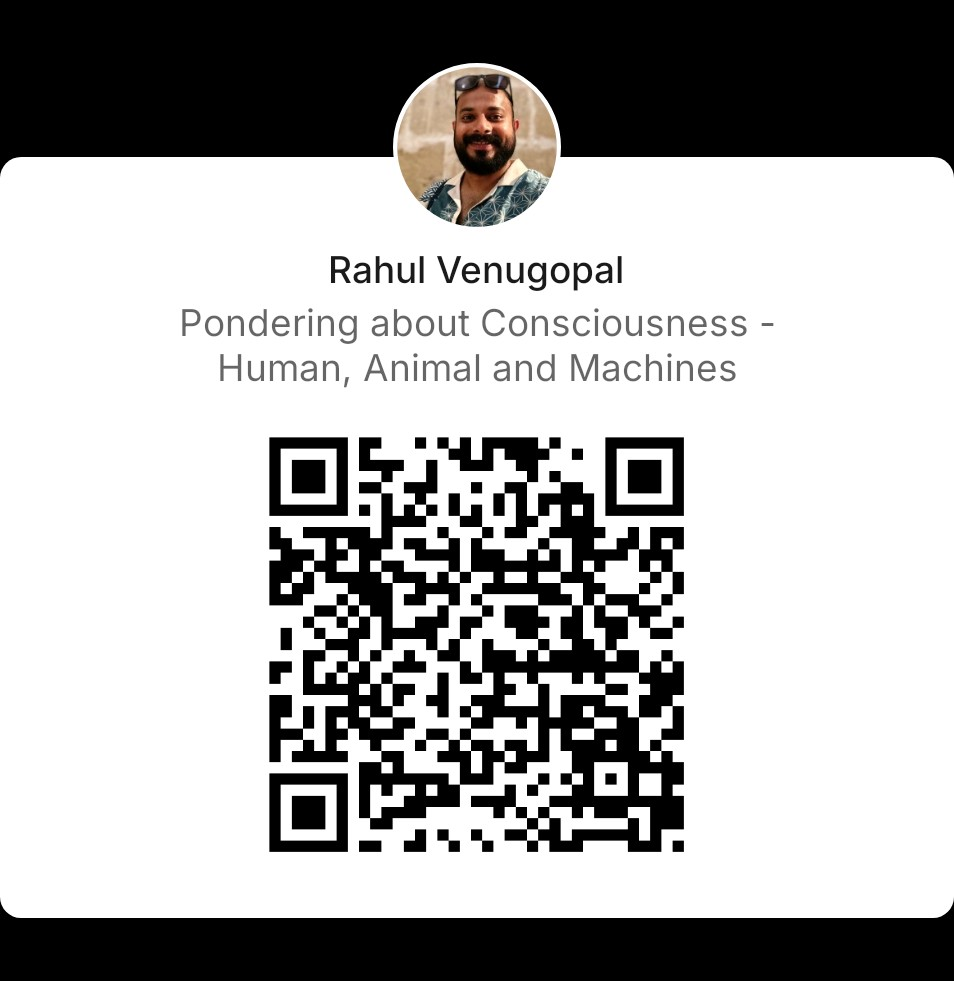 Rahul Venugopal
Pondering about Consciousness -
Human, Animal and Machines